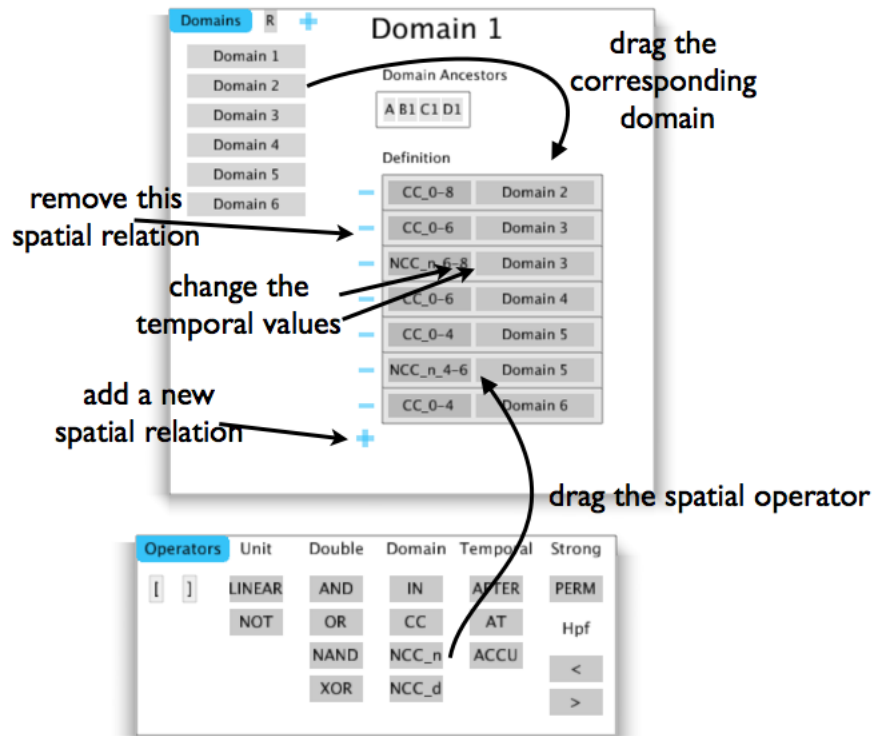 Domains R
Domain 1
drag the
corresponding
domain
Domain 1
Domain 2
Domain 3
Domain 4
Domain 5
Domain 6
Domain Ancestors
A B1 C1 D1
Definition
CC_0-8 Domain 2
CC_0-6 Domain 3
NCC_n_6-8 Domain 3
CC_0-6 Domain 4
CC_0-4 Domain 5
NCC_n_4-6 Domain 5
CC_0-4 Domain 6
remove this
spatial relation
change the
temporal values
add a new
spatial relation
drag the spatial operator
Operators Unit Double Domain Temporal Strong
[ ] LINEAR AND IN AFTER PERM
NOT OR CC AT Hpf
NAND NCC_n ACCU <
XOR NCC_d >